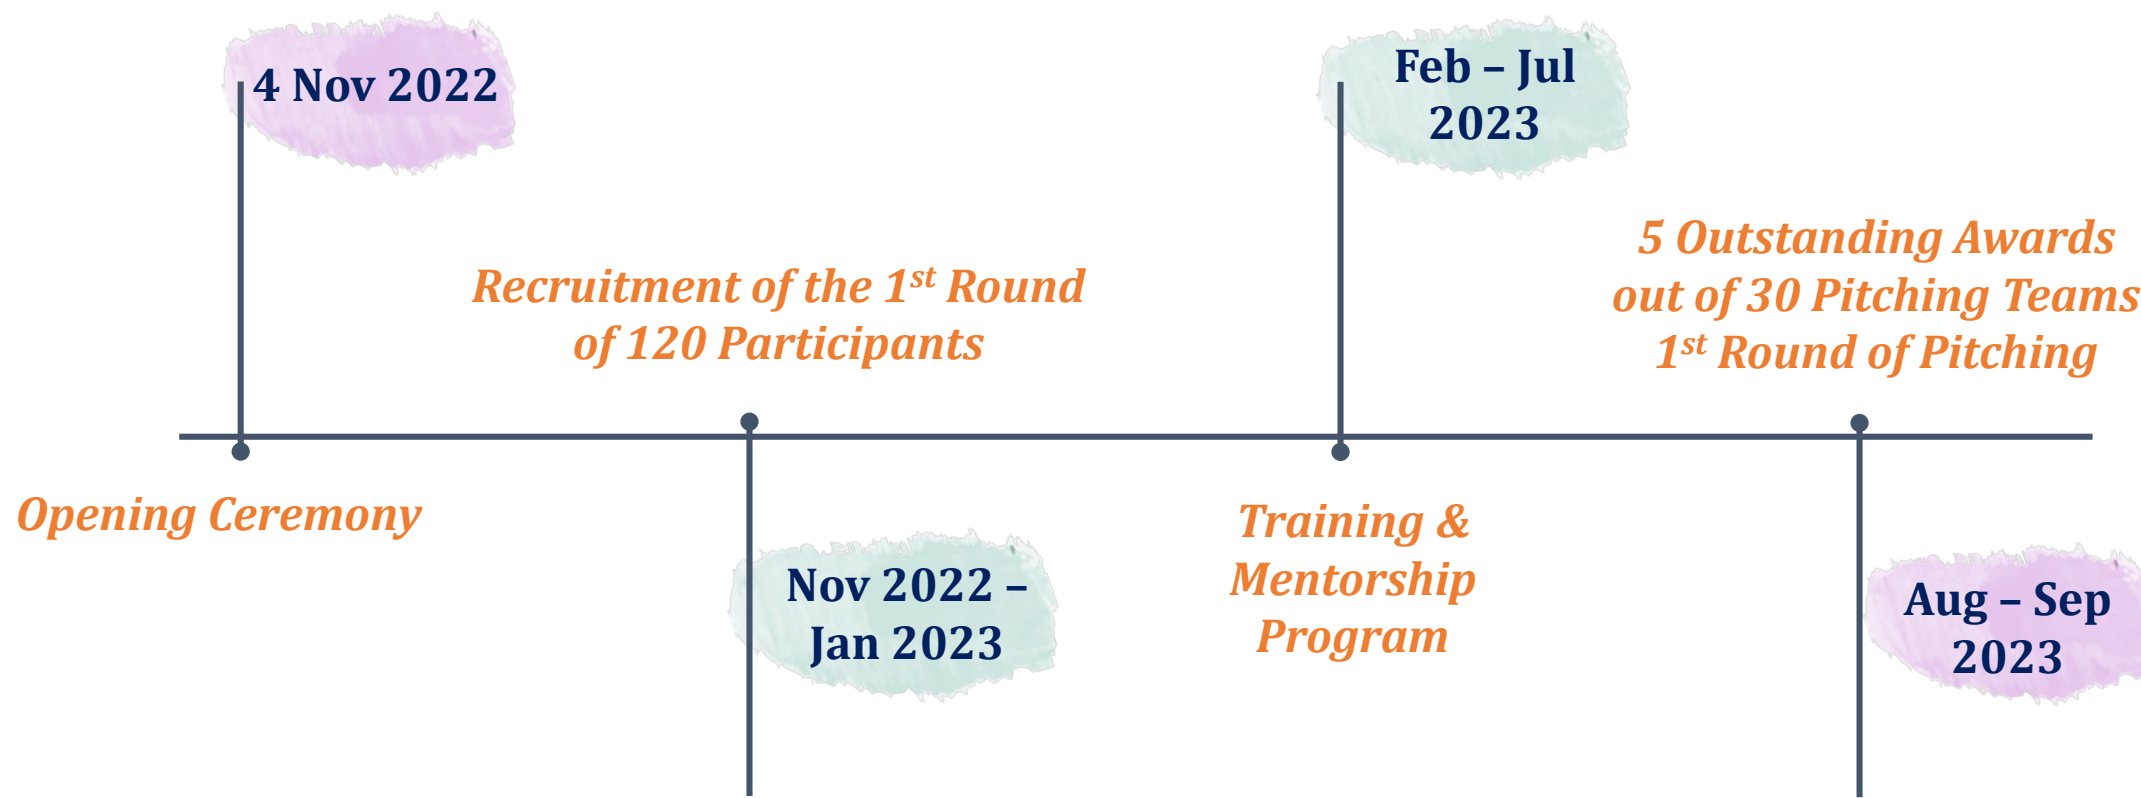 4 Nov 2022
Opening Ceremony
Recruitment of the 1st Round
of 120 Participants
Nov 2022 –
Jan 2023
Feb – Jul
2023
Training &
Mentorship
Program
5 Outstanding Awards
out of 30 Pitching Teams
1st Round of Pitching
Aug – Sep
2023